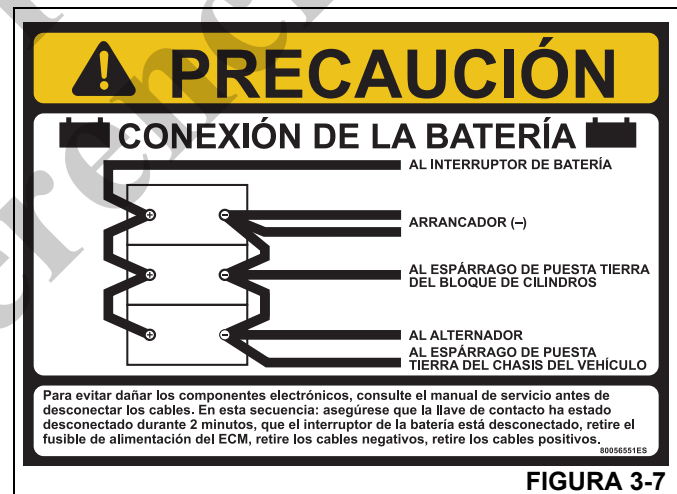 PRECAUCIÓN
CONEXIÓN DE LA BATERÍA
AL INTERRUPTOR DE BATERÍA
ARRANCADOR (–)
AL ESPÁRRAGO DE PUESTA TIERRA
DEL BLOQUE DE CILINDROS
AL ALTERNADOR
AL ESPÁRRAGO DE PUESTA
TIERRA DEL CHASIS DEL VEHÍCULO
Para evitar dañar los componentes electrónicos, consulte el manual de servicio antes de
desconectar los cables. En esta secuencia: asegúrese que la llave de contacto ha estado
desconectado durante 2 minutos, que el interruptor de la batería está desconectado, retire el
fusible de alimentación del ECM, retire los cables negativos, retire los cables positivos.
80056551ES
FIGURA 3-7